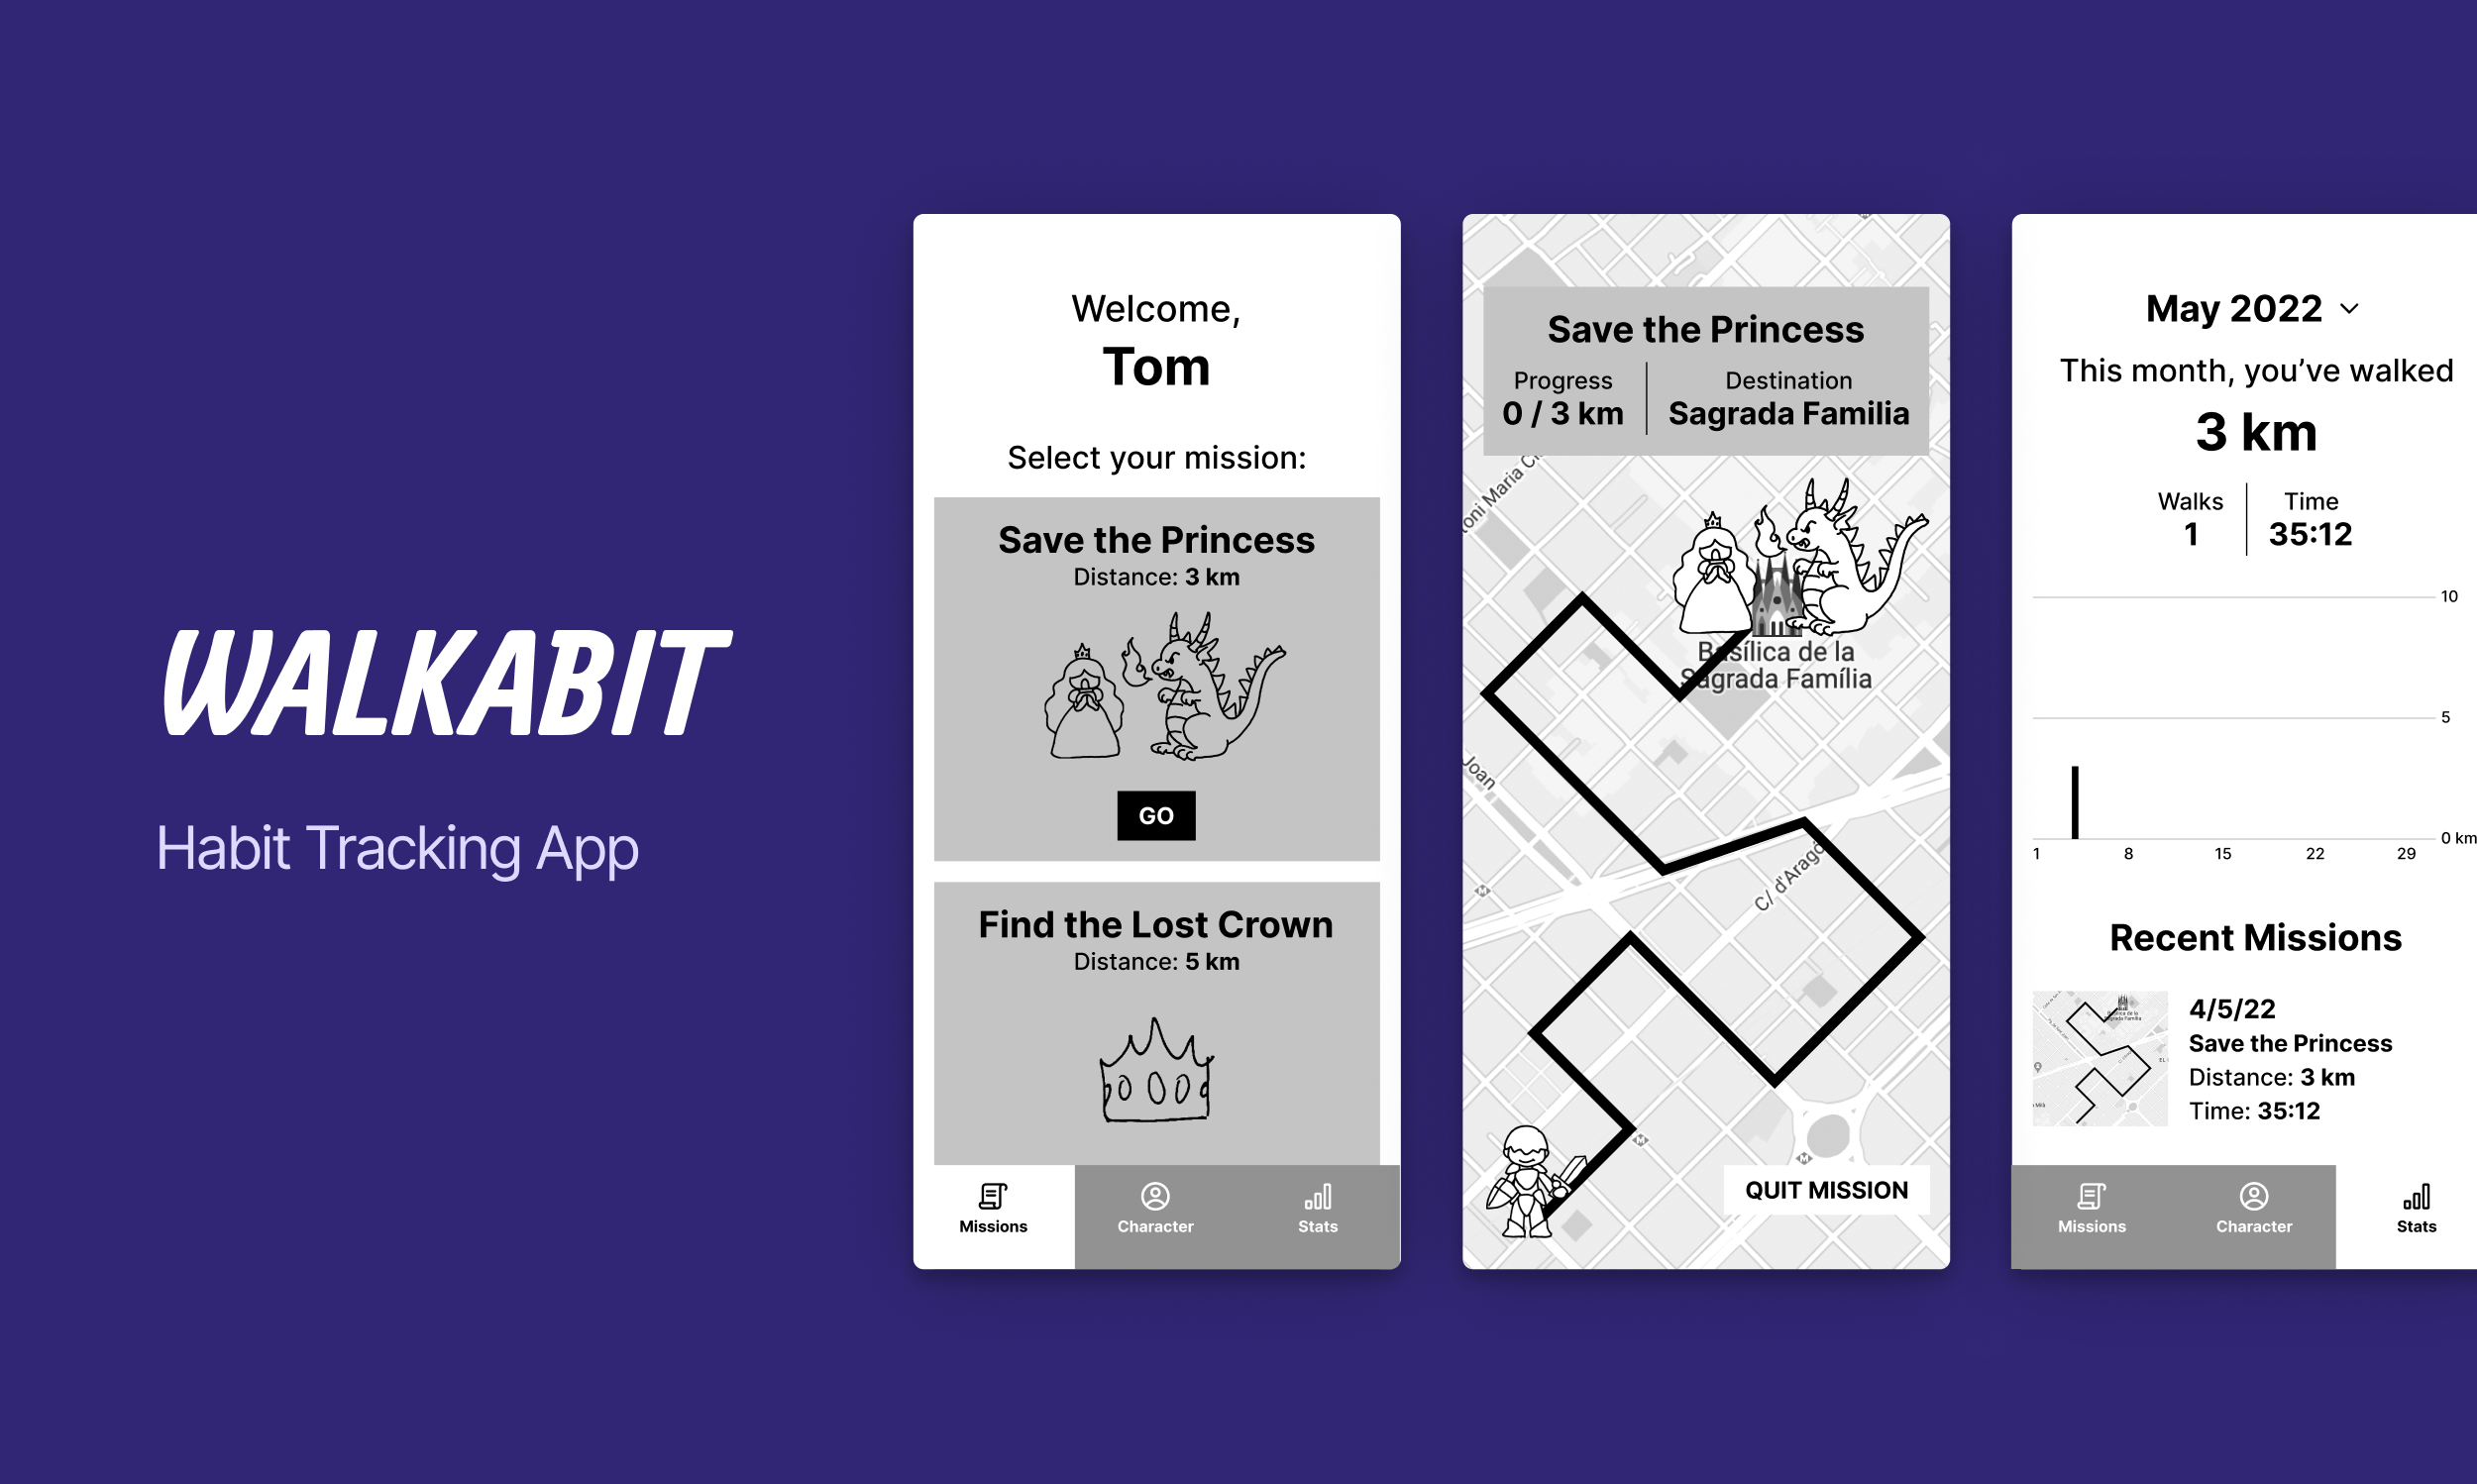 WALKABIT
Habit Tracking App
Welcome,
Tom
Select your mission:
Save the Princess
Distance: 3 km
GO
Find the Lost Crown
Distance: 5 km
Missions
Character
Stats
Save the Princess
Progress
0 / 3 km
Destination
Sagrada Familia
toni Maria
Basílica de la
Sagrada Família
Joan
C/ d'Aragó
QUIT MISSION
May 2022
This month, you’ve walked
3 km
Walks
1
Time
35:12
10
5
0 km
1 8 15 22 29
Recent Missions
4/5/22
Save the Princess
Distance: 3 km
Time: 35:12
Missions
Character
Stats